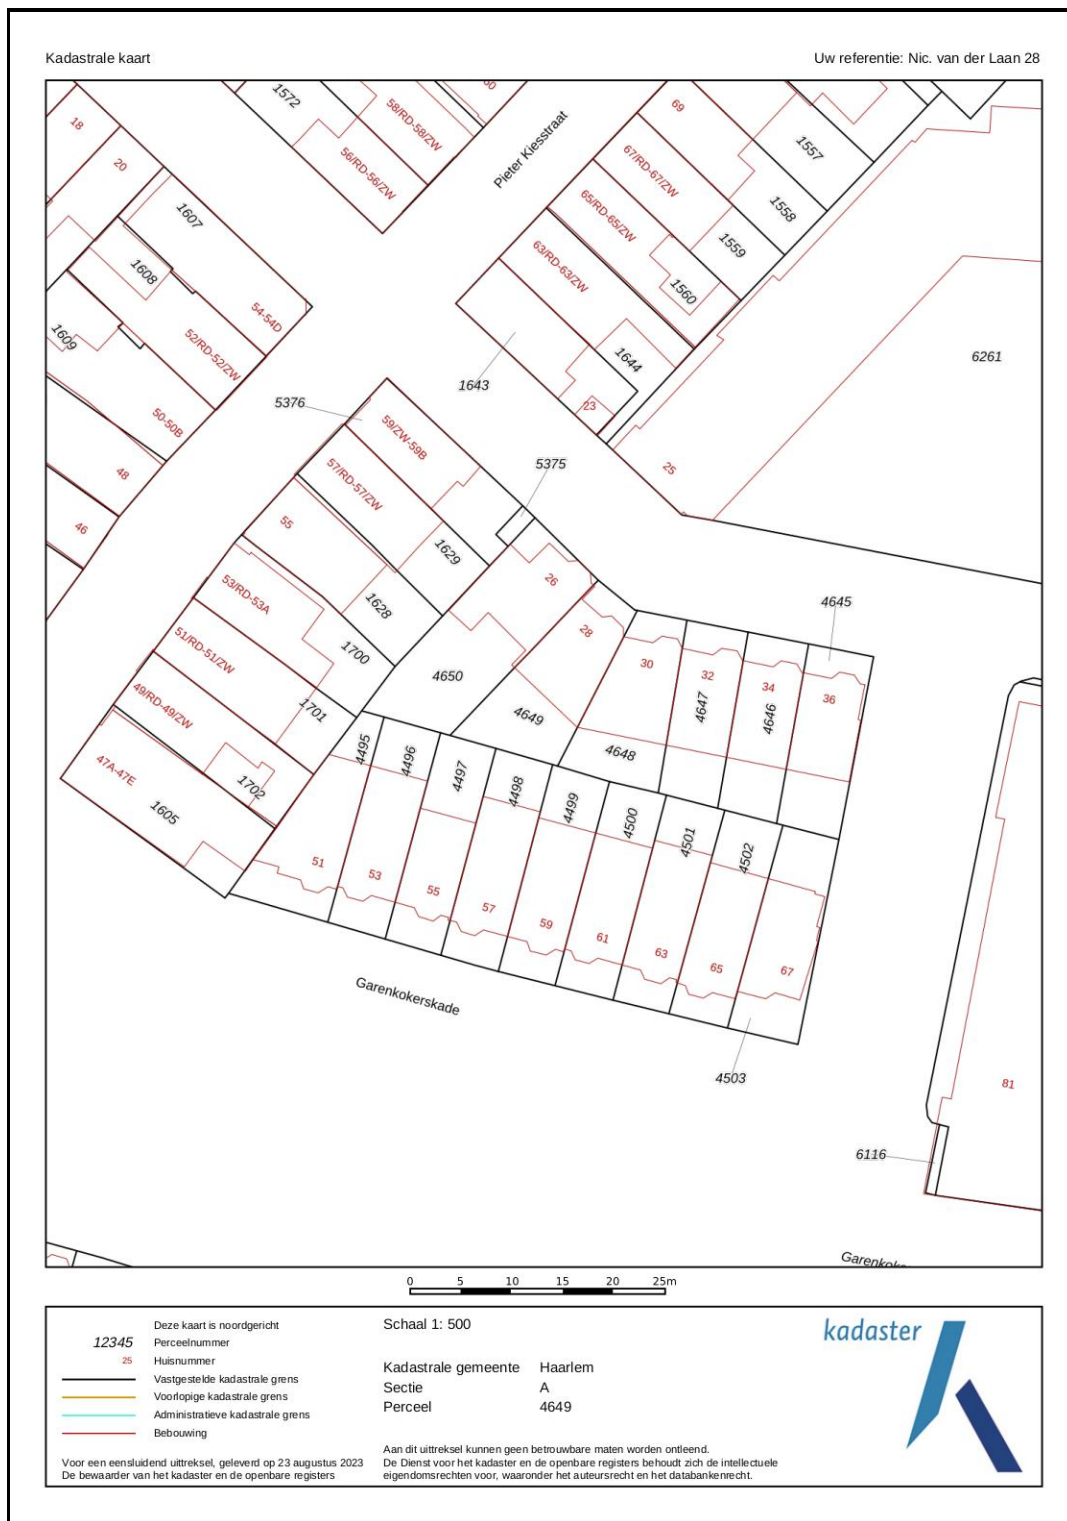 Kadastrale kaart
Uw referentie: Nic. van der Laan 28
18
20
1572
58/RD-58/ZW
56/RD-56/ZW
60
Pieter Kiesstraat
69
67/RD-67/ZW
65/RD-65/ZW
63/RD-63/ZW
1557
1558
1559
1560
1644
23
25
6261
1607
1608
1609
54-54D
52/RD-52/ZW
50-50B
48
46
1643
5376
5375
59/ZW-59B
57/RD-57/ZW
55
53/RD-53A
51/RD-51/ZW
49/RD-49/ZW
47A-47E
1629
1628
1700
1701
1702
1605
26
28
30
32
34
36
4645
4650
4649
4648
4647
4646
4495
4496
4497
4498
4499
4500
4501
4502
51
53
55
57
59
61
63
65
67
Garenkokerskade
4503
81
6116
Garenkoke
0 5 10 15 20 25m
Deze kaart is noordgericht
12345 Perceelnummer
25 Huisnummer
Vastgestelde kadastrale grens
Voorlopige kadastrale grens
Administratieve kadastrale grens
Bebouwing
Voor een eensluidend uittreksel, geleverd op 23 augustus 2023
De bewaarder van het kadaster en de openbare registers
Schaal 1: 500
Kadastrale gemeente Haarlem
Sectie A
Perceel 4649
Aan dit uittreksel kunnen geen betrouwbare maten worden ontleend.
De Dienst voor het kadaster en de openbare registers behoudt zich de intellectuele
eigendomsrechten voor, waaronder het auteursrecht en het databankenrecht.
kadaster